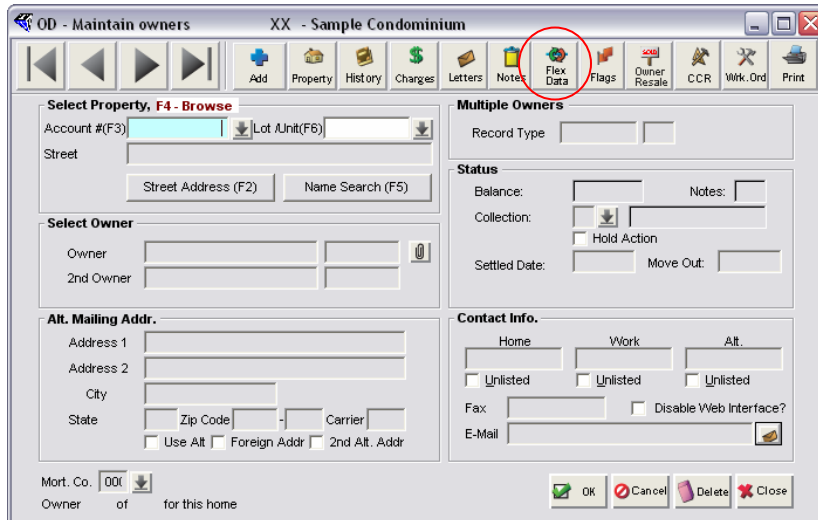 OD - Maintain owners XX - Sample Condominium
Add Property History Charges Letters Notes Flex Data Flags SOLD Owner Resale CCR Wrk.Ord Print
Select Property, F4 - Browse
Account #(F3) Lot /Unit(F6)
Street
Street Address (F2) Name Search (F5)
Select Owner
Owner
2nd Owner
Alt. Mailing Addr.
Address 1
Address 2
City
State Zip Code - Carrier
Use Alt Foreign Addr 2nd Alt. Addr
Mort. Co. 00(
Owner of for this home
Multiple Owners
Record Type
Status
Balance: Notes:
Collection:
Hold Action
Settled Date: Move Out:
Contact Info.
Home Work Alt.
Unlisted Unlisted Unlisted
Fax Disable Web Interface?
E-Mail
OK Cancel Delete Close